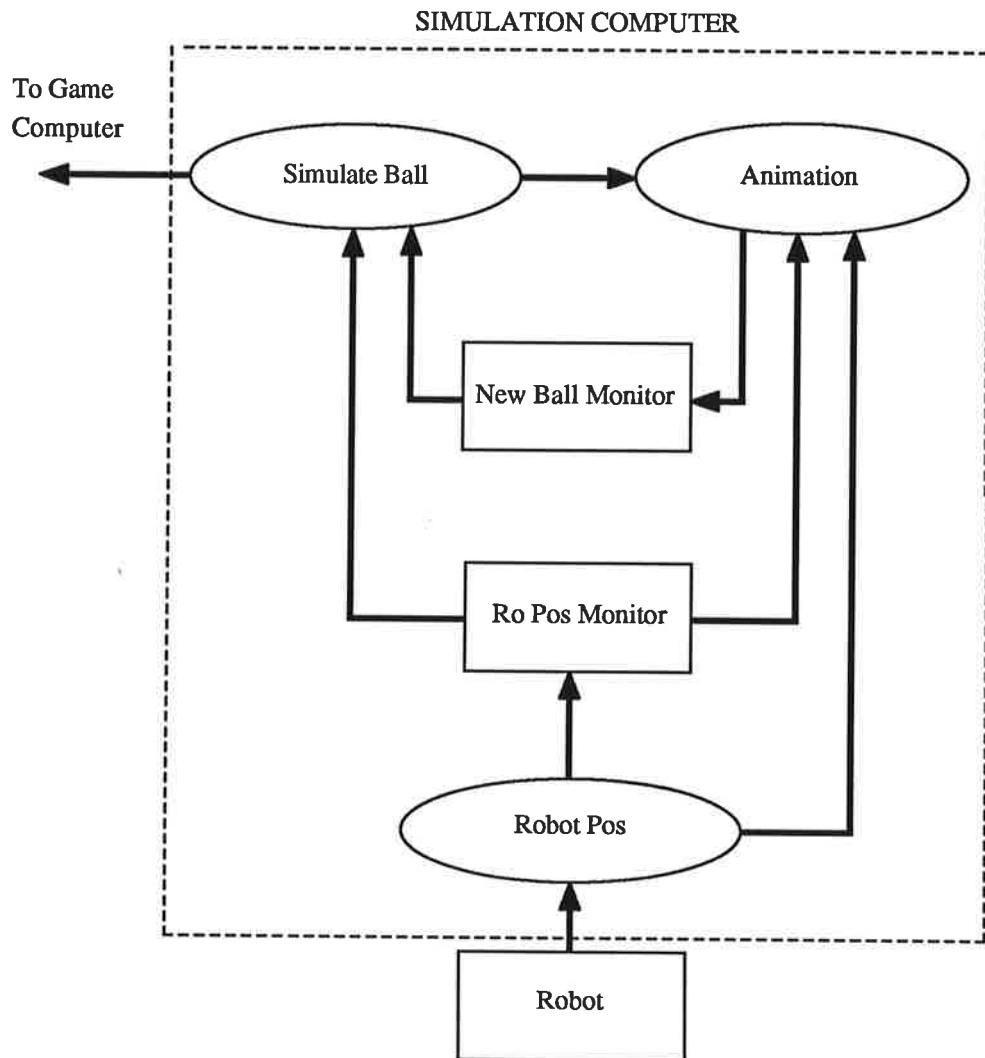 SIMULATION COMPUTER
To Game
Computer
Simulate Ball
Animation
New Ball Monitor
Ro Pos Monitor
Robot Pos
Robot